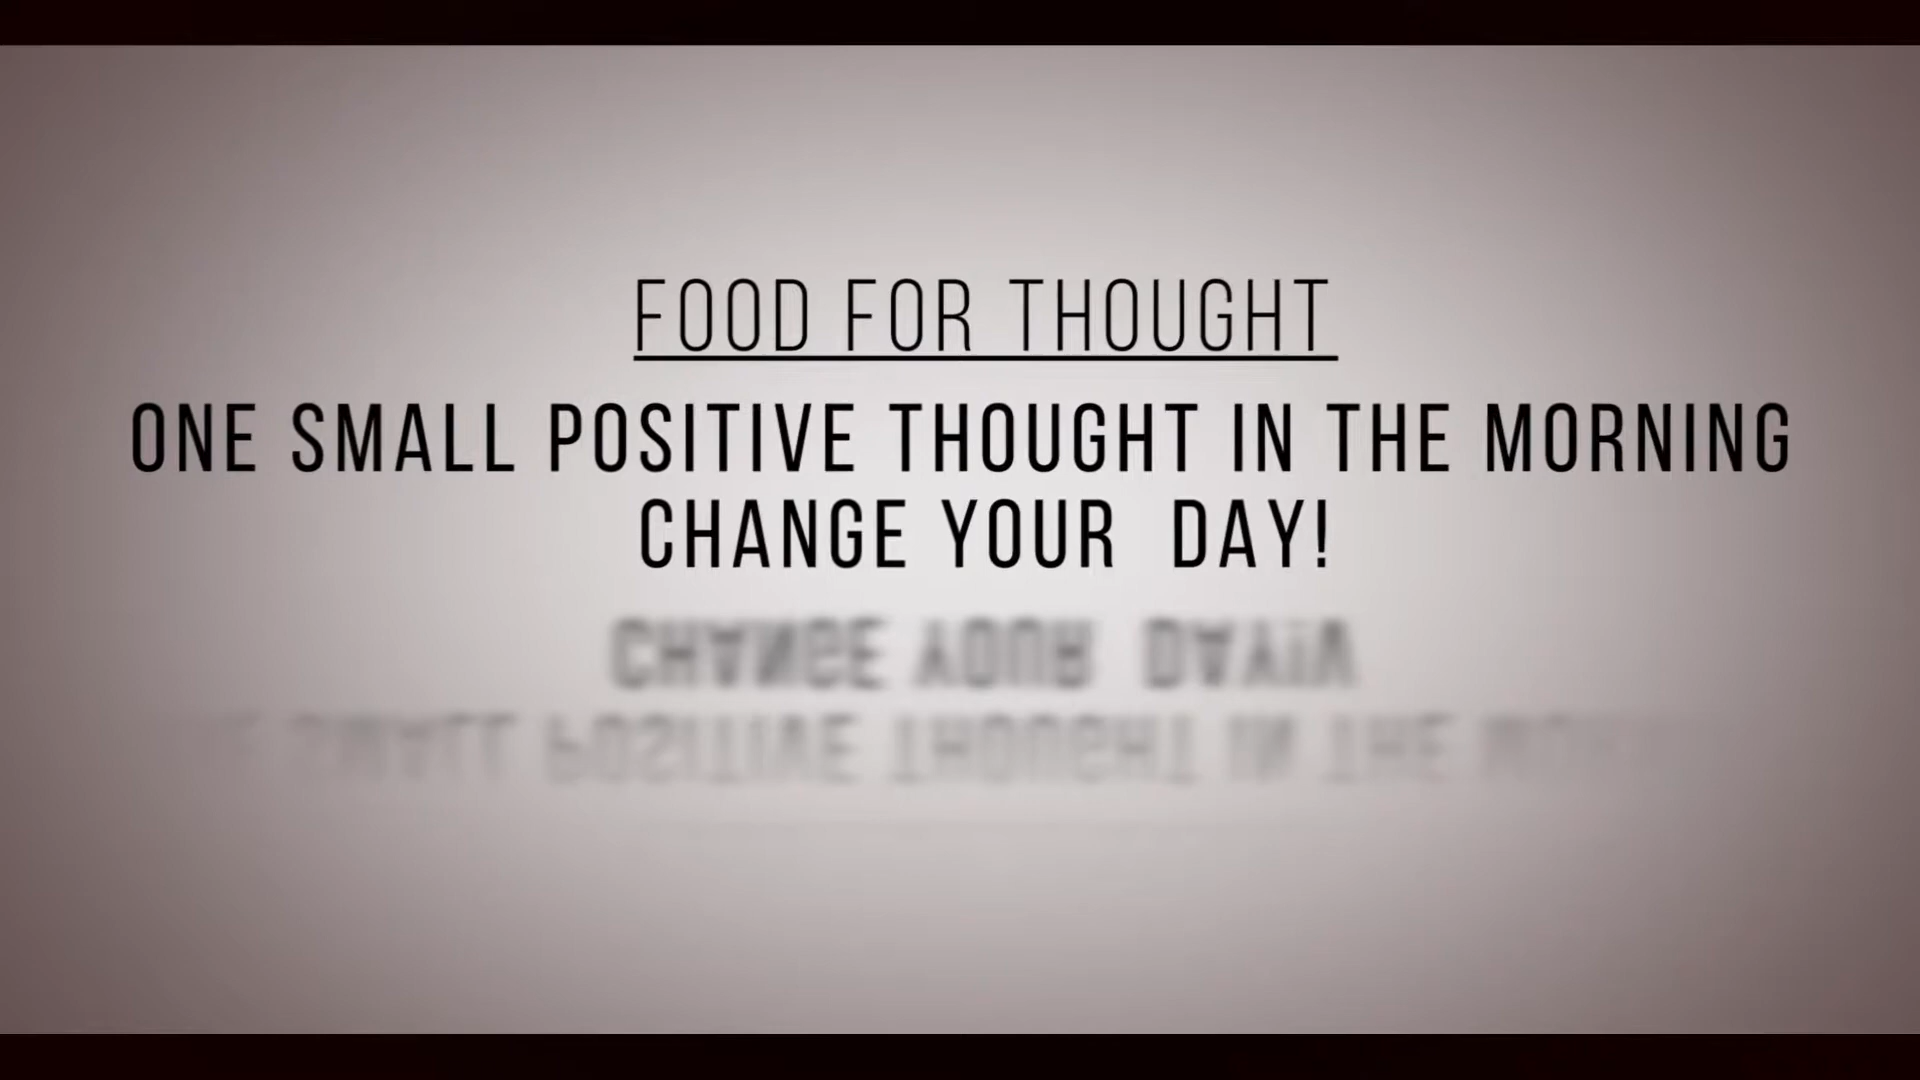 FOOD FOR THOUGHT
ONE SMALL POSITIVE THOUGHT IN THE MORNING
CHANGE YOUR  DAY!